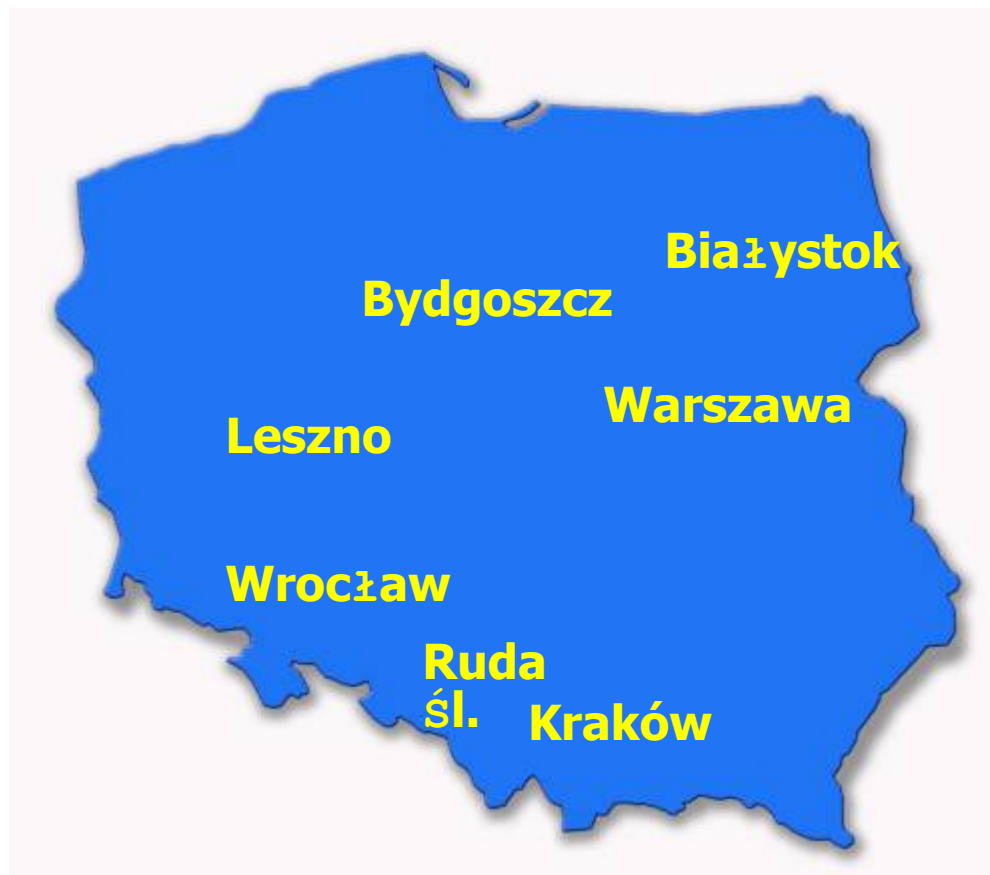 Białystok
Bydgoszcz
Warszawa
Leszno
Wrocław
Ruda
śl.
Kraków